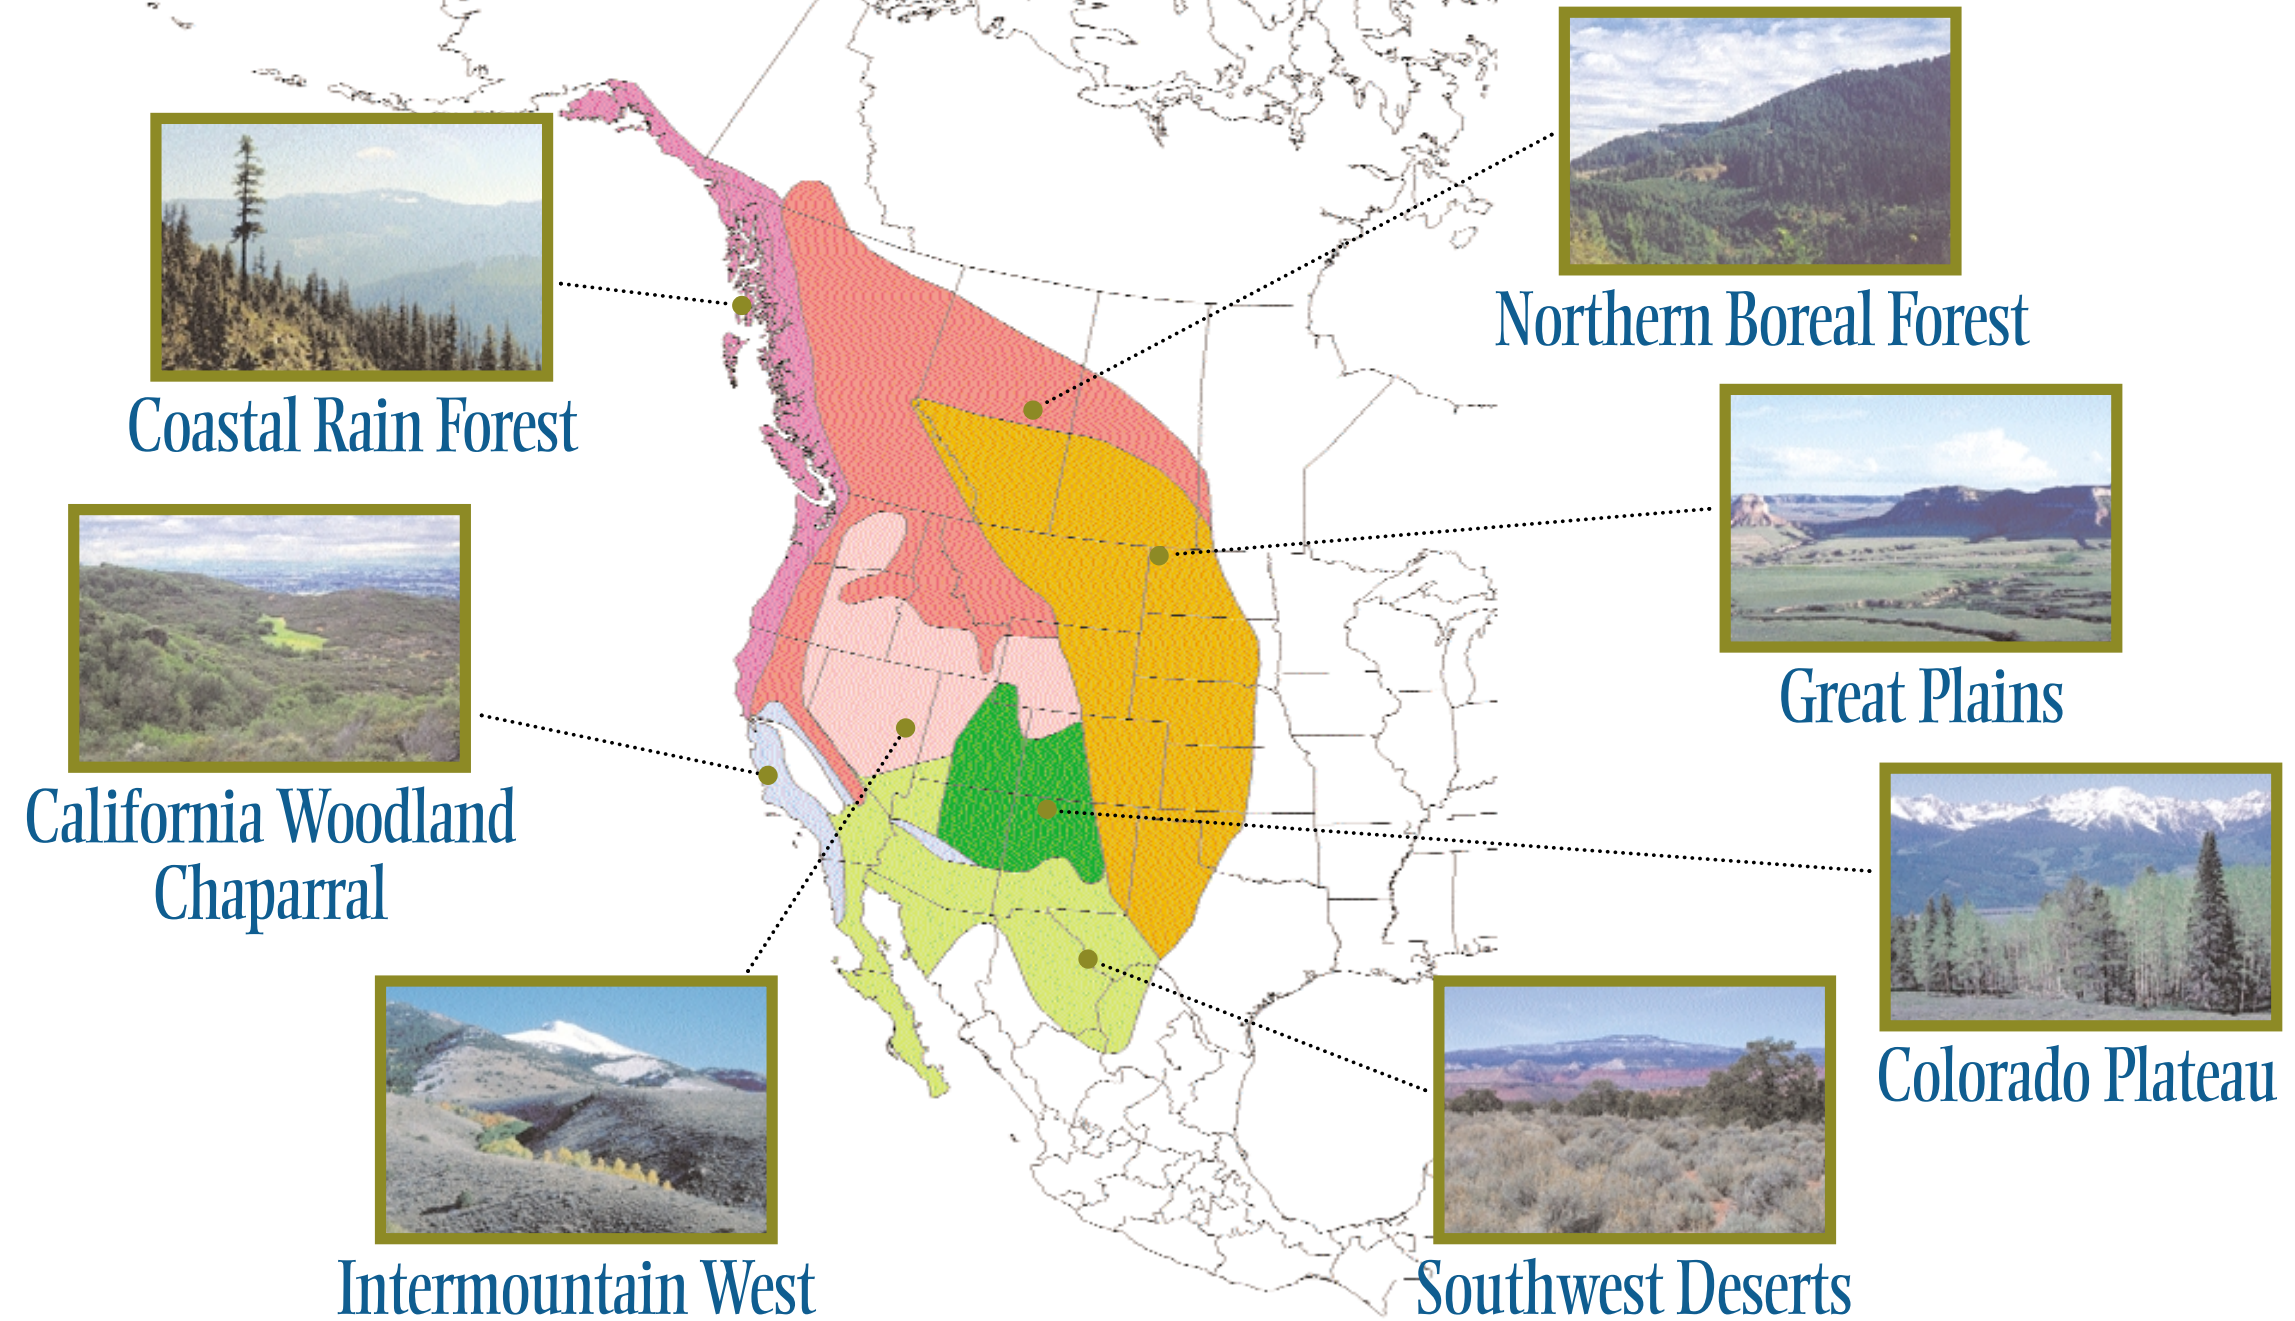 Northern Boreal Forest
Coastal Rain Forest
Great Plains
California Woodland
Chaparral
Colorado Plateau
Intermountain West
Southwest Deserts